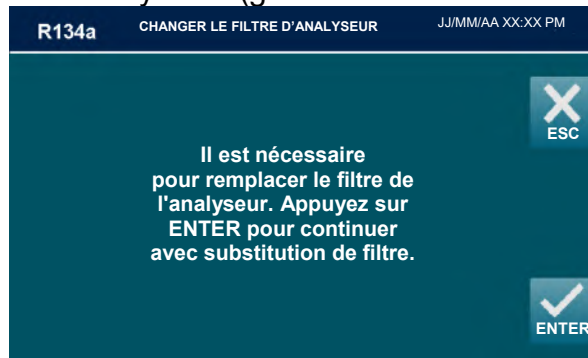 R134a CHANGER LE FILTRE D'ANALYSEUR JJ/MM/AA XX:XX PM
ESC
Il est nécessaire
pour remplacer le filtre de
l'analyseur. Appuyez sur
ENTER pour continuer
avec substitution de filtre.
ENTER